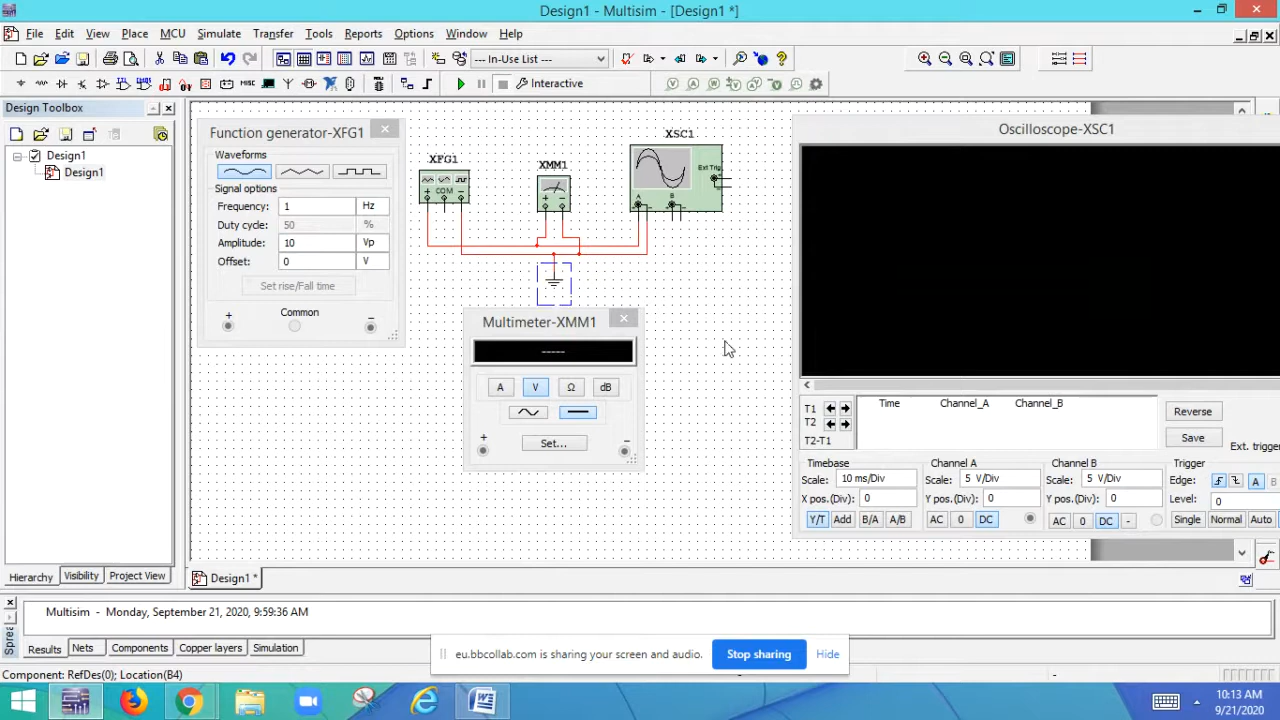 Design1 - Multisim - [Design1 *]
File Edit View Place MCU Simulate Transfer Tools Reports Options Window Help
--- In-Use List ---
Interactive
Design Toolbox
Design1
Design1
Hierarchy Visibility Project View
Function generator-XFG1
Waveforms
Signal options
Frequency: 1 Hz
Duty cycle: 50 %
Amplitude: 10 Vp
Offset: 0 V
Set rise/Fall time
+ Common −
XFG1
COM
XMM1
XSC1
Ext Trig
A B
Multimeter-XMM1
-----
A V Ω dB
+ Set... −
Oscilloscope-XSC1
Time Channel_A Channel_B
T1
T2
T2-T1
Reverse
Save
Ext. trigger
Timebase
Scale: 10 ms/Div
X pos.(Div): 0
Y/T Add B/A A/B
Channel A
Scale: 5 V/Div
Y pos.(Div): 0
AC 0 DC
Channel B
Scale: 5 V/Div
Y pos.(Div): 0
AC 0 DC -
Trigger
Edge: A B
Level: 0
Single Normal Auto
Design1 *
Multisim - Monday, September 21, 2020, 9:59:36 AM
Results Nets Components Copper layers Simulation
eu.bbcollab.com is sharing your screen and audio. Stop sharing Hide
Component: RefDes(0); Location(B4)
10:13 AM
9/21/2020